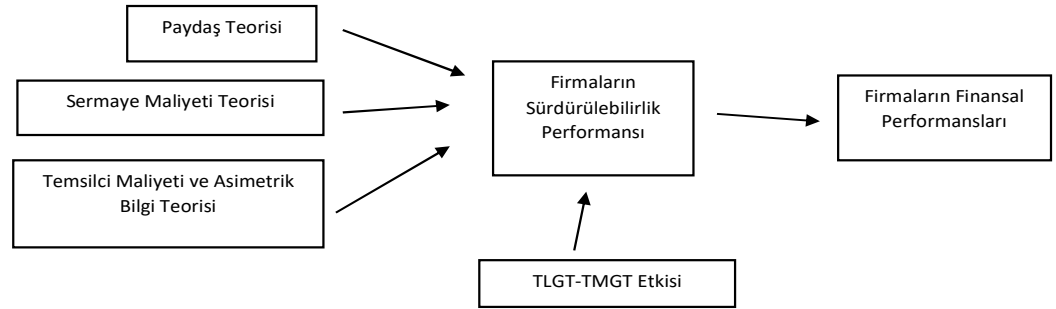 Paydaş Teorisi
Sermaye Maliyeti Teorisi
Temsilci Maliyeti ve Asimetrik
Bilgi Teorisi
Firmaların
Sürdürülebilirlik
Performansı
Firmaların Finansal
Performansları
TLGT-TMGT Etkisi